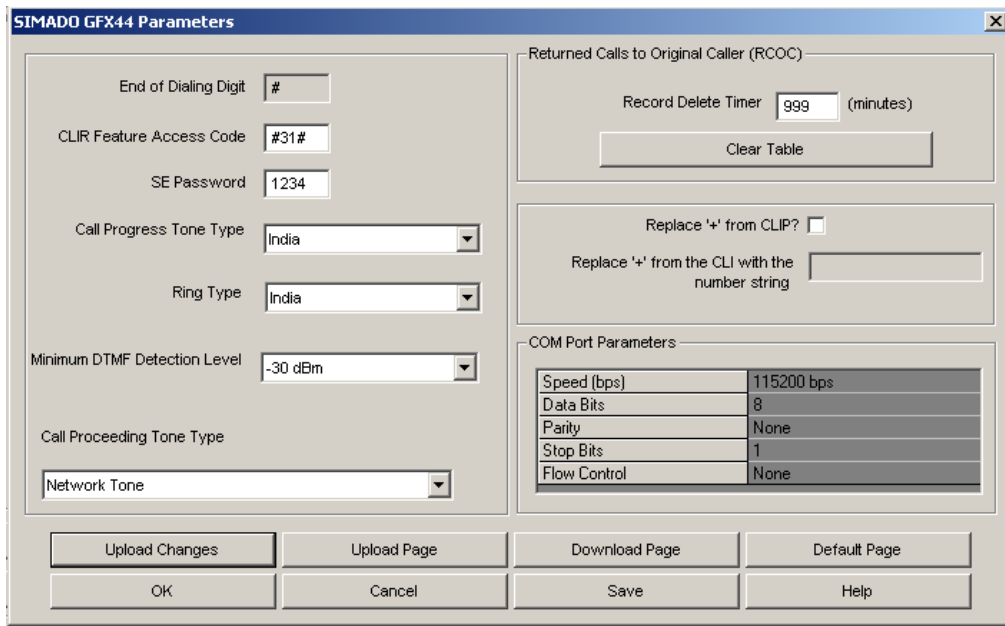 SIMADO GFX44 Parameters
End of Dialing Digit #
CLIR Feature Access Code #31#
SE Password 1234
Call Progress Tone Type India
Ring Type India
Minimum DTMF Detection Level -30 dBm
Call Proceeding Tone Type
Network Tone
Returned Calls to Original Caller (RCOC)
Record Delete Timer 999 (minutes)
Clear Table
Replace '+' from CLIP?
Replace '+' from the CLI with the
number string
COM Port Parameters
Speed (bps) 115200 bps
Data Bits 8
Parity None
Stop Bits 1
Flow Control None
Upload Changes Upload Page Download Page Default Page
OK Cancel Save Help